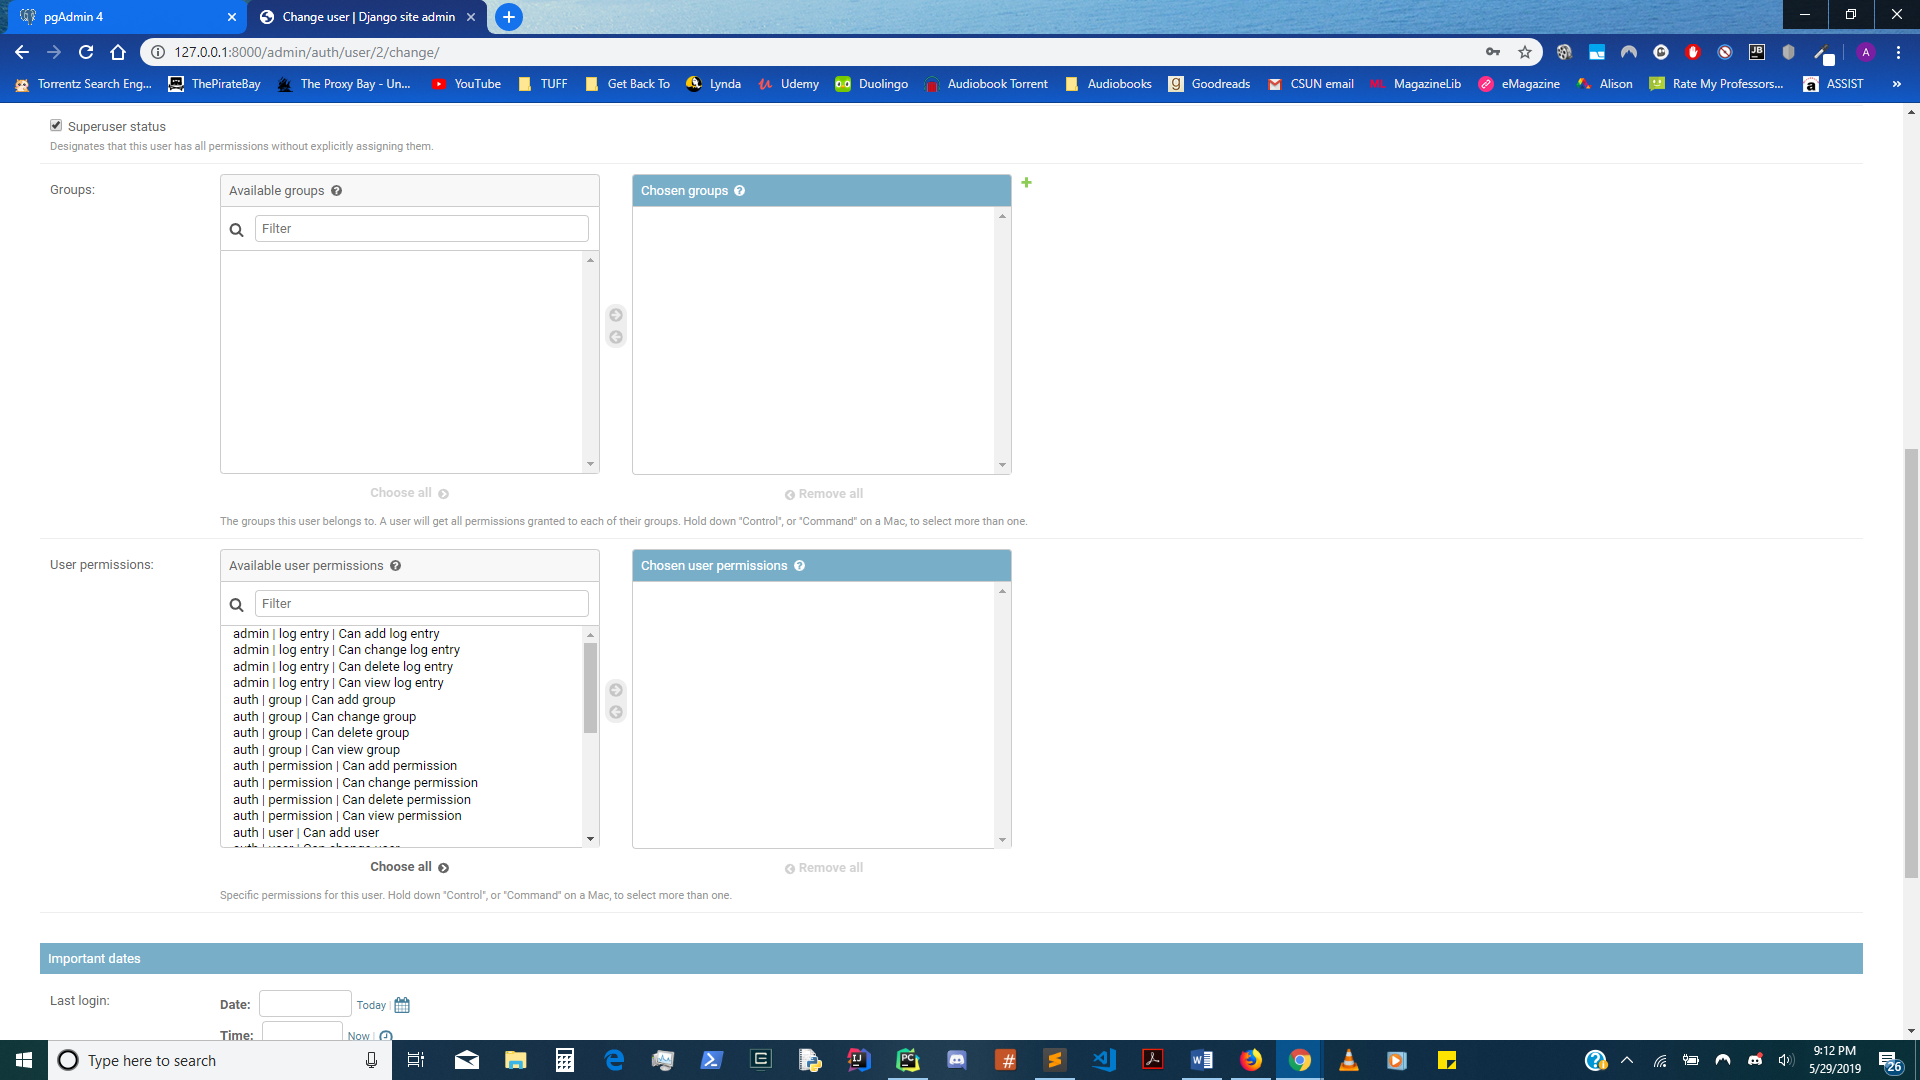 pgAdmin 4
Change user | Django site admin
127.0.0.1:8000/admin/auth/user/2/change/
Torrentz Search Eng...
ThePirateBay
The Proxy Bay - Un...
YouTube
TUFF
Get Back To
Lynda
Udemy
Duolingo
Audiobook Torrent
Audiobooks
Goodreads
CSUN email
MagazineLib
eMagazine
Alison
Rate My Professors...
ASSIST
»
Superuser status
Designates that this user has all permissions without explicitly assigning them.
Groups:
Available groups
Filter
Choose all
Chosen groups
Remove all
The groups this user belongs to. A user will get all permissions granted to each of their groups. Hold down "Control", or "Command" on a Mac, to select more than one.
User permissions:
Available user permissions
Filter
admin | log entry | Can add log entry
admin | log entry | Can change log entry
admin | log entry | Can delete log entry
admin | log entry | Can view log entry
auth | group | Can add group
auth | group | Can change group
auth | group | Can delete group
auth | group | Can view group
auth | permission | Can add permission
auth | permission | Can change permission
auth | permission | Can delete permission
auth | permission | Can view permission
auth | user | Can add user
auth | user | Can change user
Choose all
Chosen user permissions
Remove all
Specific permissions for this user. Hold down "Control", or "Command" on a Mac, to select more than one.
Important dates
Last login:
Date:
Today |
Time:
Now |
Type here to search
9:12 PM
5/29/2019
26